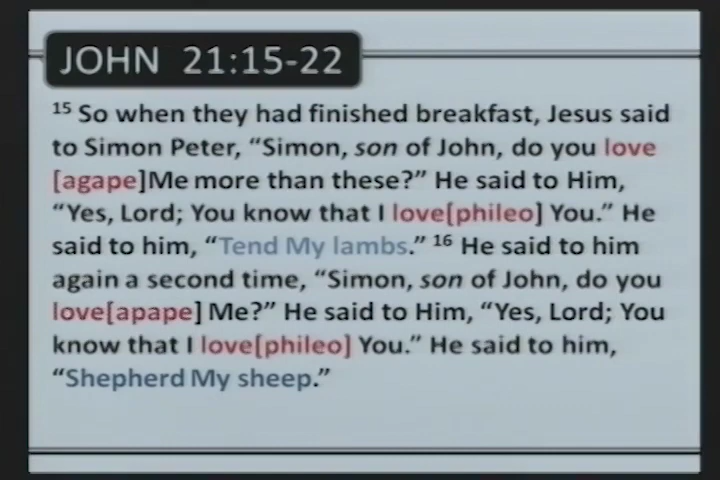 JOHN 21:15-22
15 So when they had finished breakfast, Jesus said
to Simon Peter, “Simon, son of John, do you love
[agape]Me more than these?” He said to Him,
“Yes, Lord; You know that I love[phileo] You.” He
said to him, “Tend My lambs.” 16 He said to him
again a second time, “Simon, son of John, do you
love[apape] Me?” He said to Him, “Yes, Lord; You
know that I love[phileo] You.” He said to him,
“Shepherd My sheep.”